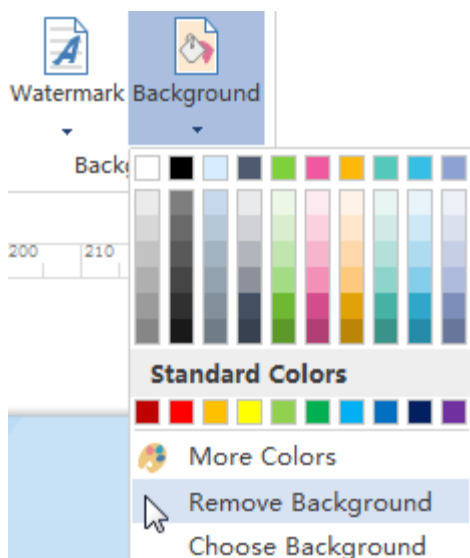 Watermark Background
Backg
200 210
Standard Colors
More Colors
Remove Background
Choose Background